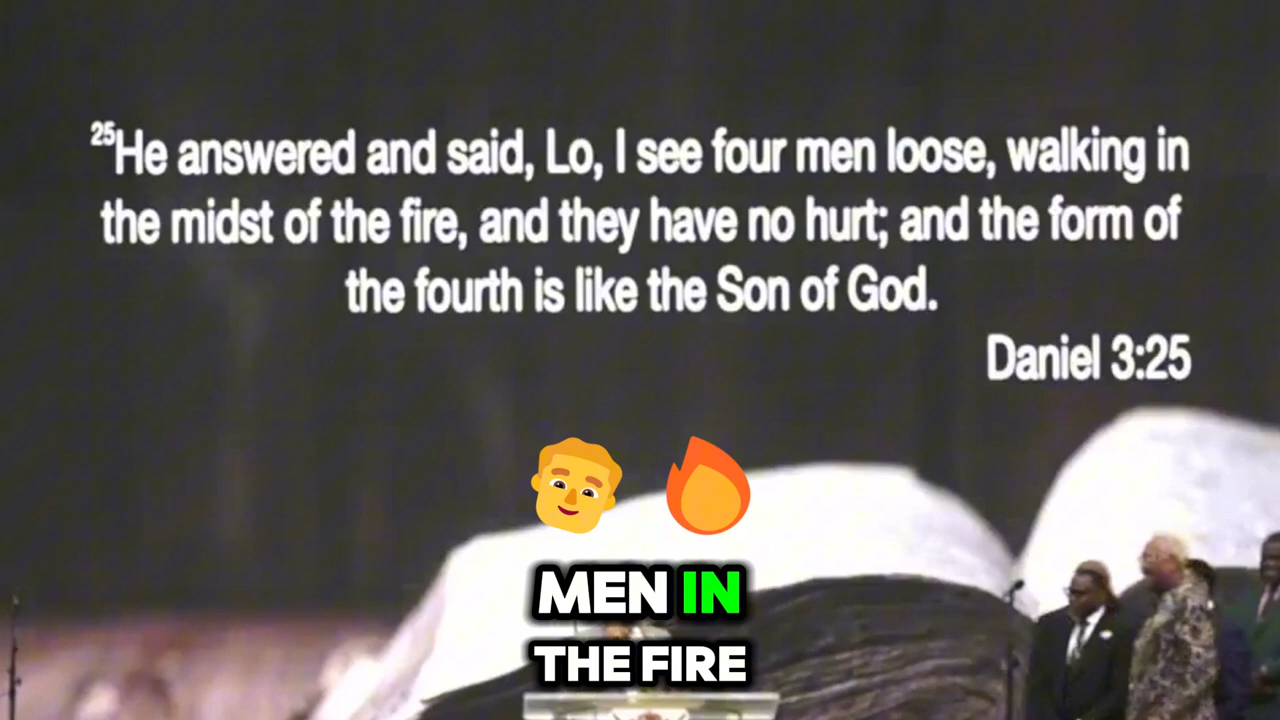 25He answered and said, Lo, I see four men loose, walking in
the midst of the fire, and they have no hurt; and the form of
the fourth is like the Son of God.
Daniel 3:25
MEN IN
THE FIRE